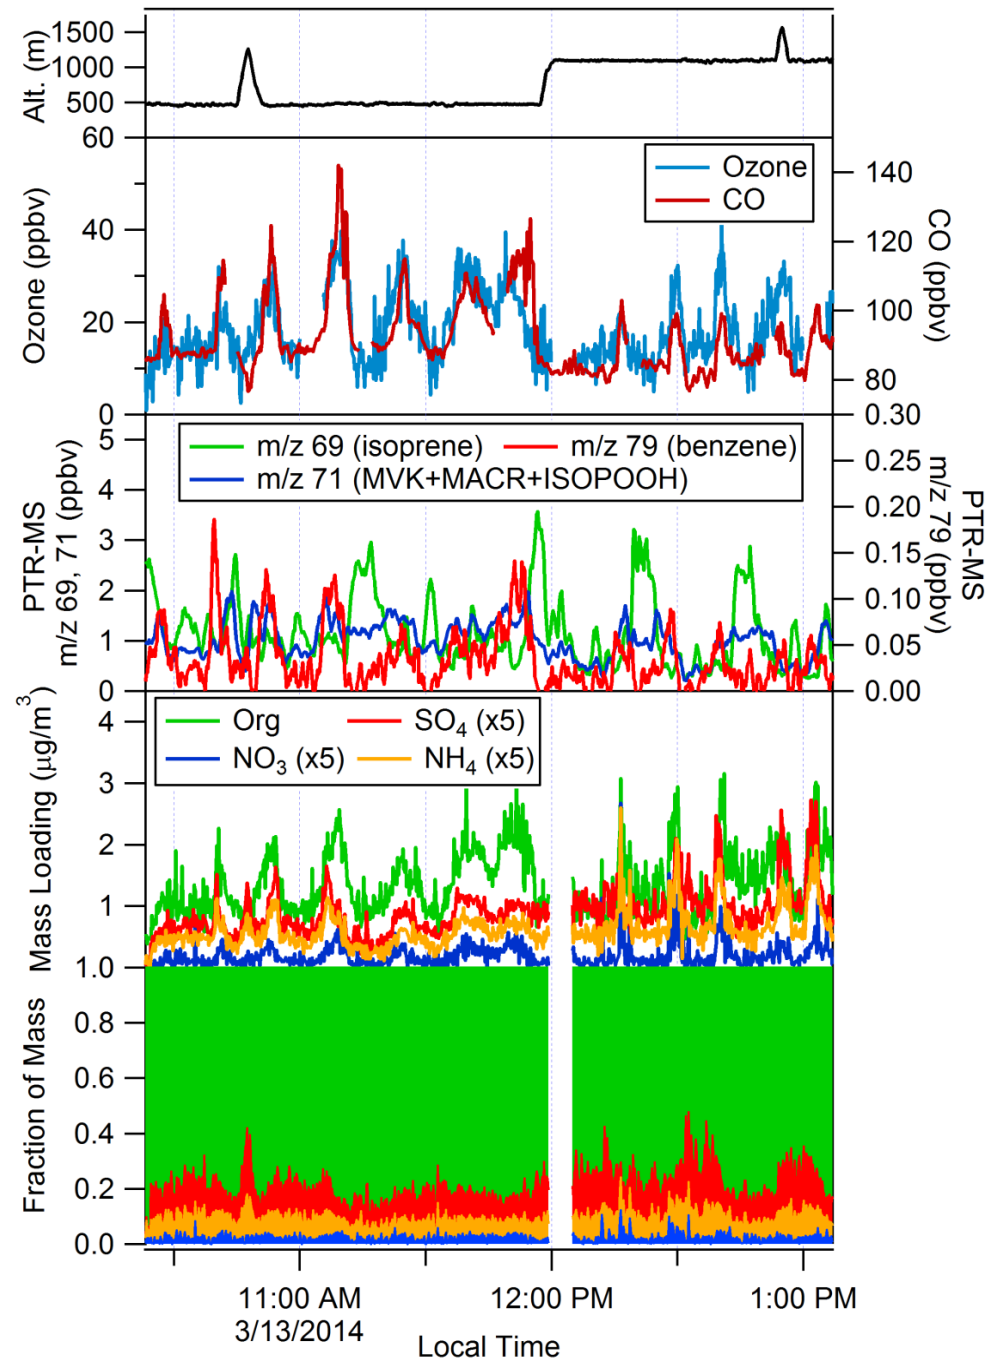 Alt. (m)
1500
1000
500
Ozone (ppbv)
60
40
20
0
Ozone
CO
140
120
100
80
CO (ppbv)
PTR-MS
m/z 69, 71 (ppbv)
5
4
3
2
1
0
m/z 69 (isoprene) m/z 79 (benzene)
m/z 71 (MVK+MACR+ISOPOOH)
0.30
0.25
0.20
0.15
0.10
0.05
0.00
PTR-MS
m/z 79 (ppbv)
Mass Loading (µg/m³)
4
3
2
1
Org SO₄ (x5)
NO₃ (x5) NH₄ (x5)
Fraction of Mass
1.0
0.8
0.6
0.4
0.2
0.0
11:00 AM 12:00 PM 1:00 PM
3/13/2014
Local Time